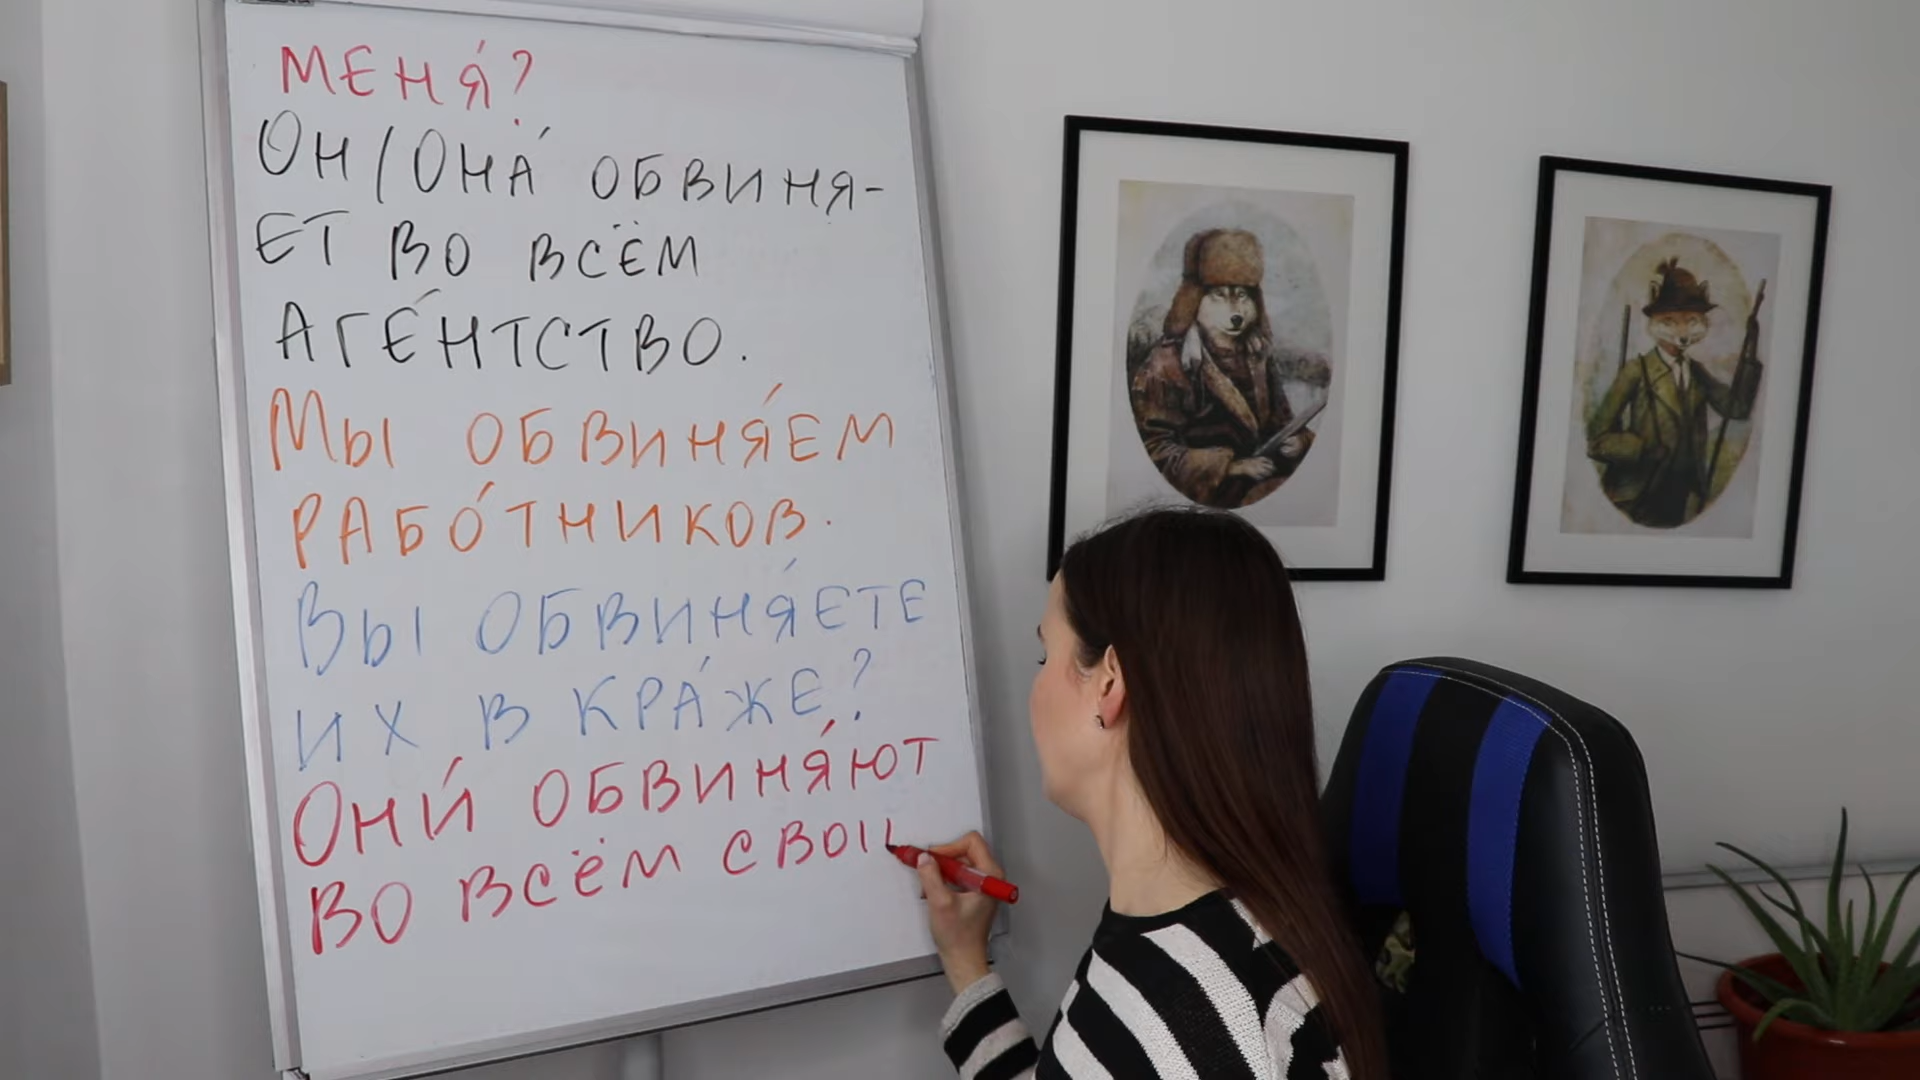 МЕНЯ́?
ОН/ОНА́ ОБВИНЯ-
ЕТ ВО ВСЁМ
АГЕ́НТСТВО.
МЫ ОБВИНЯ́ЕМ
РАБО́ТНИКОВ.
ВЫ ОБВИНЯ́ЕТЕ
ИХ В КРА́ЖЕ?
ОНИ́ ОБВИНЯ́ЮТ
ВО ВСЁМ СВОИ